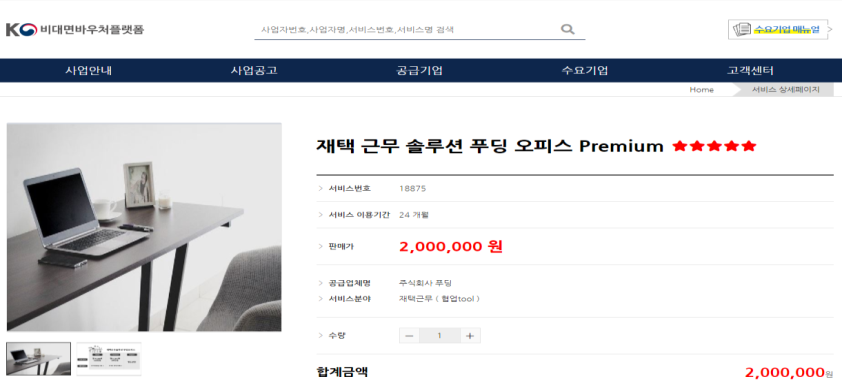 K 비대면바우처플랫폼
사업자번호,사업자명,서비스번호,서비스명 검색
수요기업 매뉴얼
사업안내 사업공고 공급기업 수요기업 고객센터
Home 서비스 상세페이지
재택 근무 솔루션 푸딩 오피스 Premium ★★★★★
> 서비스번호 18875
> 서비스 이용기간 24 개월
> 판매가 2,000,000 원
> 공급업체명 주식회사 푸딩
> 서비스분야 재택근무 ( 협업tool )
> 수량 — 1 +
합계금액 2,000,000원